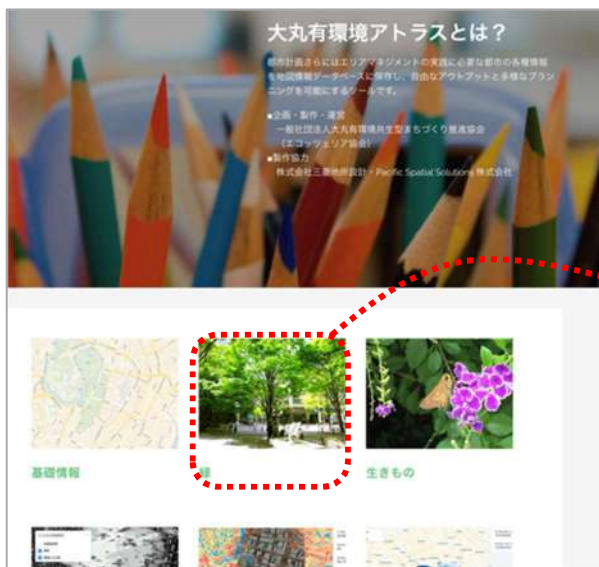 大丸有環境アトラスとは？
都市計画さらにはエリアマネジメントの実践に必要な都市の各種情報
を地図情報データベースに保存し、自由なアウトプットと多様なプラン
ニングを可能にするツールです。
■企画・製作・運営
一般社団法人大丸有環境共生型まちづくり推進協会
（エコッツェリア協会）
■製作協力
株式会社三菱地所設計・Pacific Spatial Solutions 株式会社
基礎情報
緑
生きもの